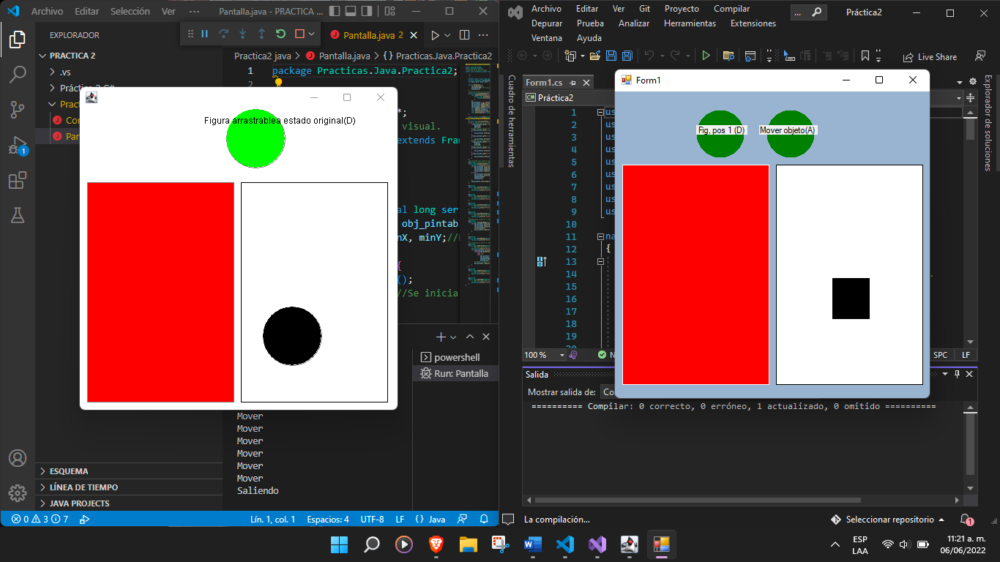 Archivo Editar Selección Ver ··· Pantalla.java - PRACTICA ...
EXPLORADOR
PRACTICA 2
.vs
Práctica 2 C#
Pantalla.java 2
Practica2 java > Pantalla.java > {} Practicas.Java.Practica2
1 package Practicas.Java.Practica2;
2
*;
visual.
extends Fram
al long ser
obj_pintab
nX, minY;//
{
();
//Se inicia
Figura arrastrablea estado original(D)
powershell
Run: Pantalla
Mover
Mover
Mover
Mover
Mover
Mover
Saliendo
ESQUEMA
LÍNEA DE TIEMPO
JAVA PROJECTS
1
0 3 7 Lín. 1, col. 1 Espacios: 4 UTF-8 LF {} Java
Archivo Editar Ver Git Proyecto Compilar
Depurar Prueba Analizar Herramientas Extensiones
Ventana Ayuda
... Práctica2
Live Share
Cuadro de herramientas
Explorador de soluciones
Form1.cs
Práctica2
1 us
2 us
3 us
4 us
5 us
6 us
7 us
8 us
9 us
10
11 na
12 {
13
14
15
16
17
18
19
20
Form1
Fig, pos 1 (D) Mover objeto(A)
100 % N SPC LF
Salida
Mostrar salida de: Co
========== Compilar: 0 correcto, 0 erróneo, 1 actualizado, 0 omitido ==========
La compilación... Seleccionar repositorio 1
ESP
LAA
11:21 a. m.
06/06/2022